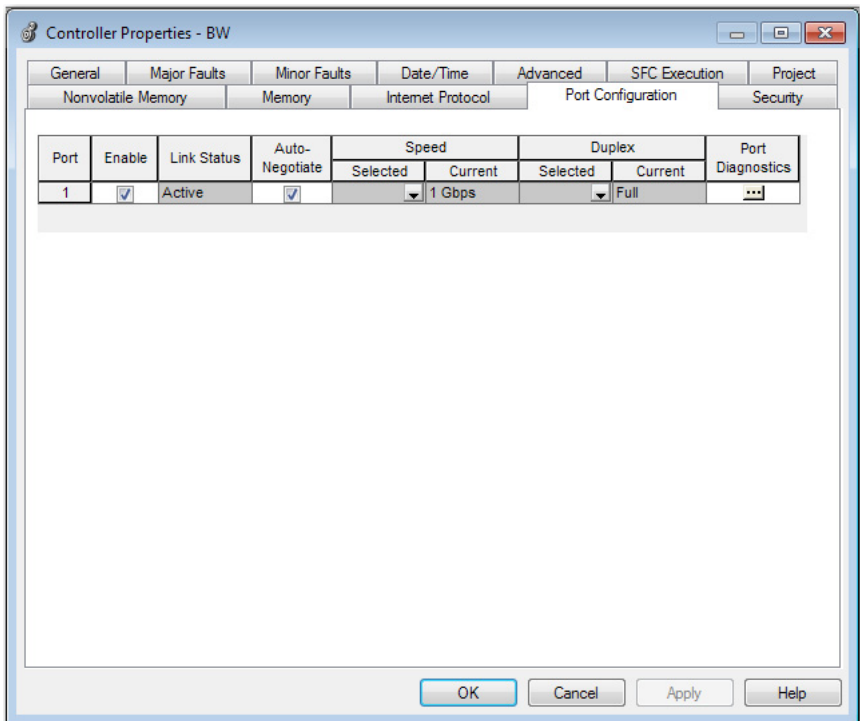 Controller Properties - BW
General Major Faults Minor Faults Date/Time Advanced SFC Execution Project
Nonvolatile Memory Memory Internet Protocol Port Configuration Security
Port Enable Link Status Auto-Negotiate Speed Duplex Port Diagnostics
Selected Current Selected Current
1 Active 1 Gbps Full ...
OK Cancel Apply Help